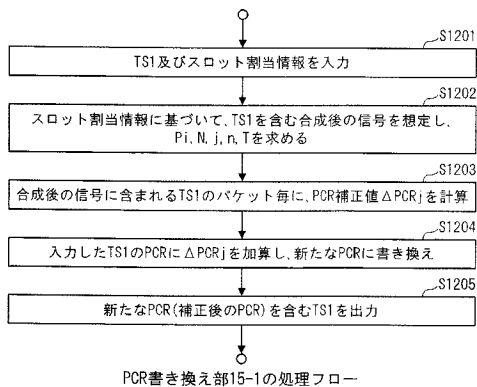 S1201
TS1及びスロット割当情報を入力
S1202
スロット割当情報に基づいて、TS1を含む合成後の信号を想定し、
Pi、N、j、n、Tを求める
S1203
合成後の信号に含まれるTS1のパケット毎に、PCR補正値ΔPCRjを計算
S1204
入力したTS1のPCRにΔPCRjを加算し、新たなPCRに書き換え
S1205
新たなPCR(補正後のPCR)を含むTS1を出力
PCR書き換え部15-1の処理フロー